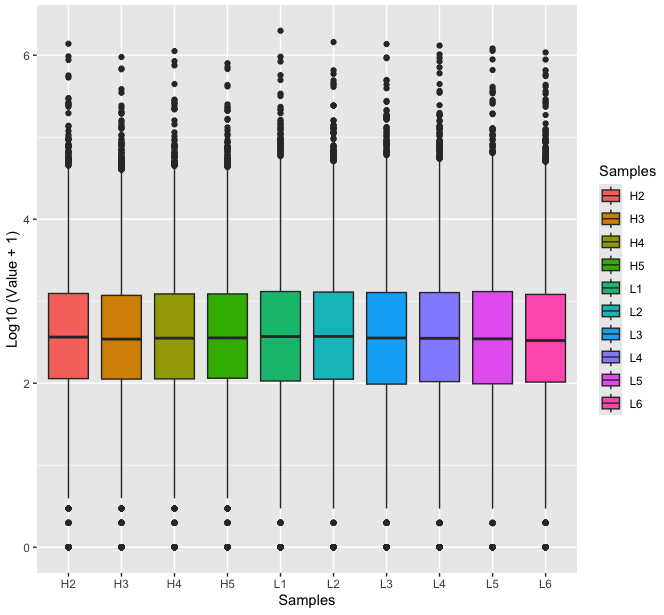 6
4
2
0
Log10 (Value + 1)
H2 H3 H4 H5 L1 L2 L3 L4 L5 L6
Samples
Samples
H2
H3
H4
H5
L1
L2
L3
L4
L5
L6